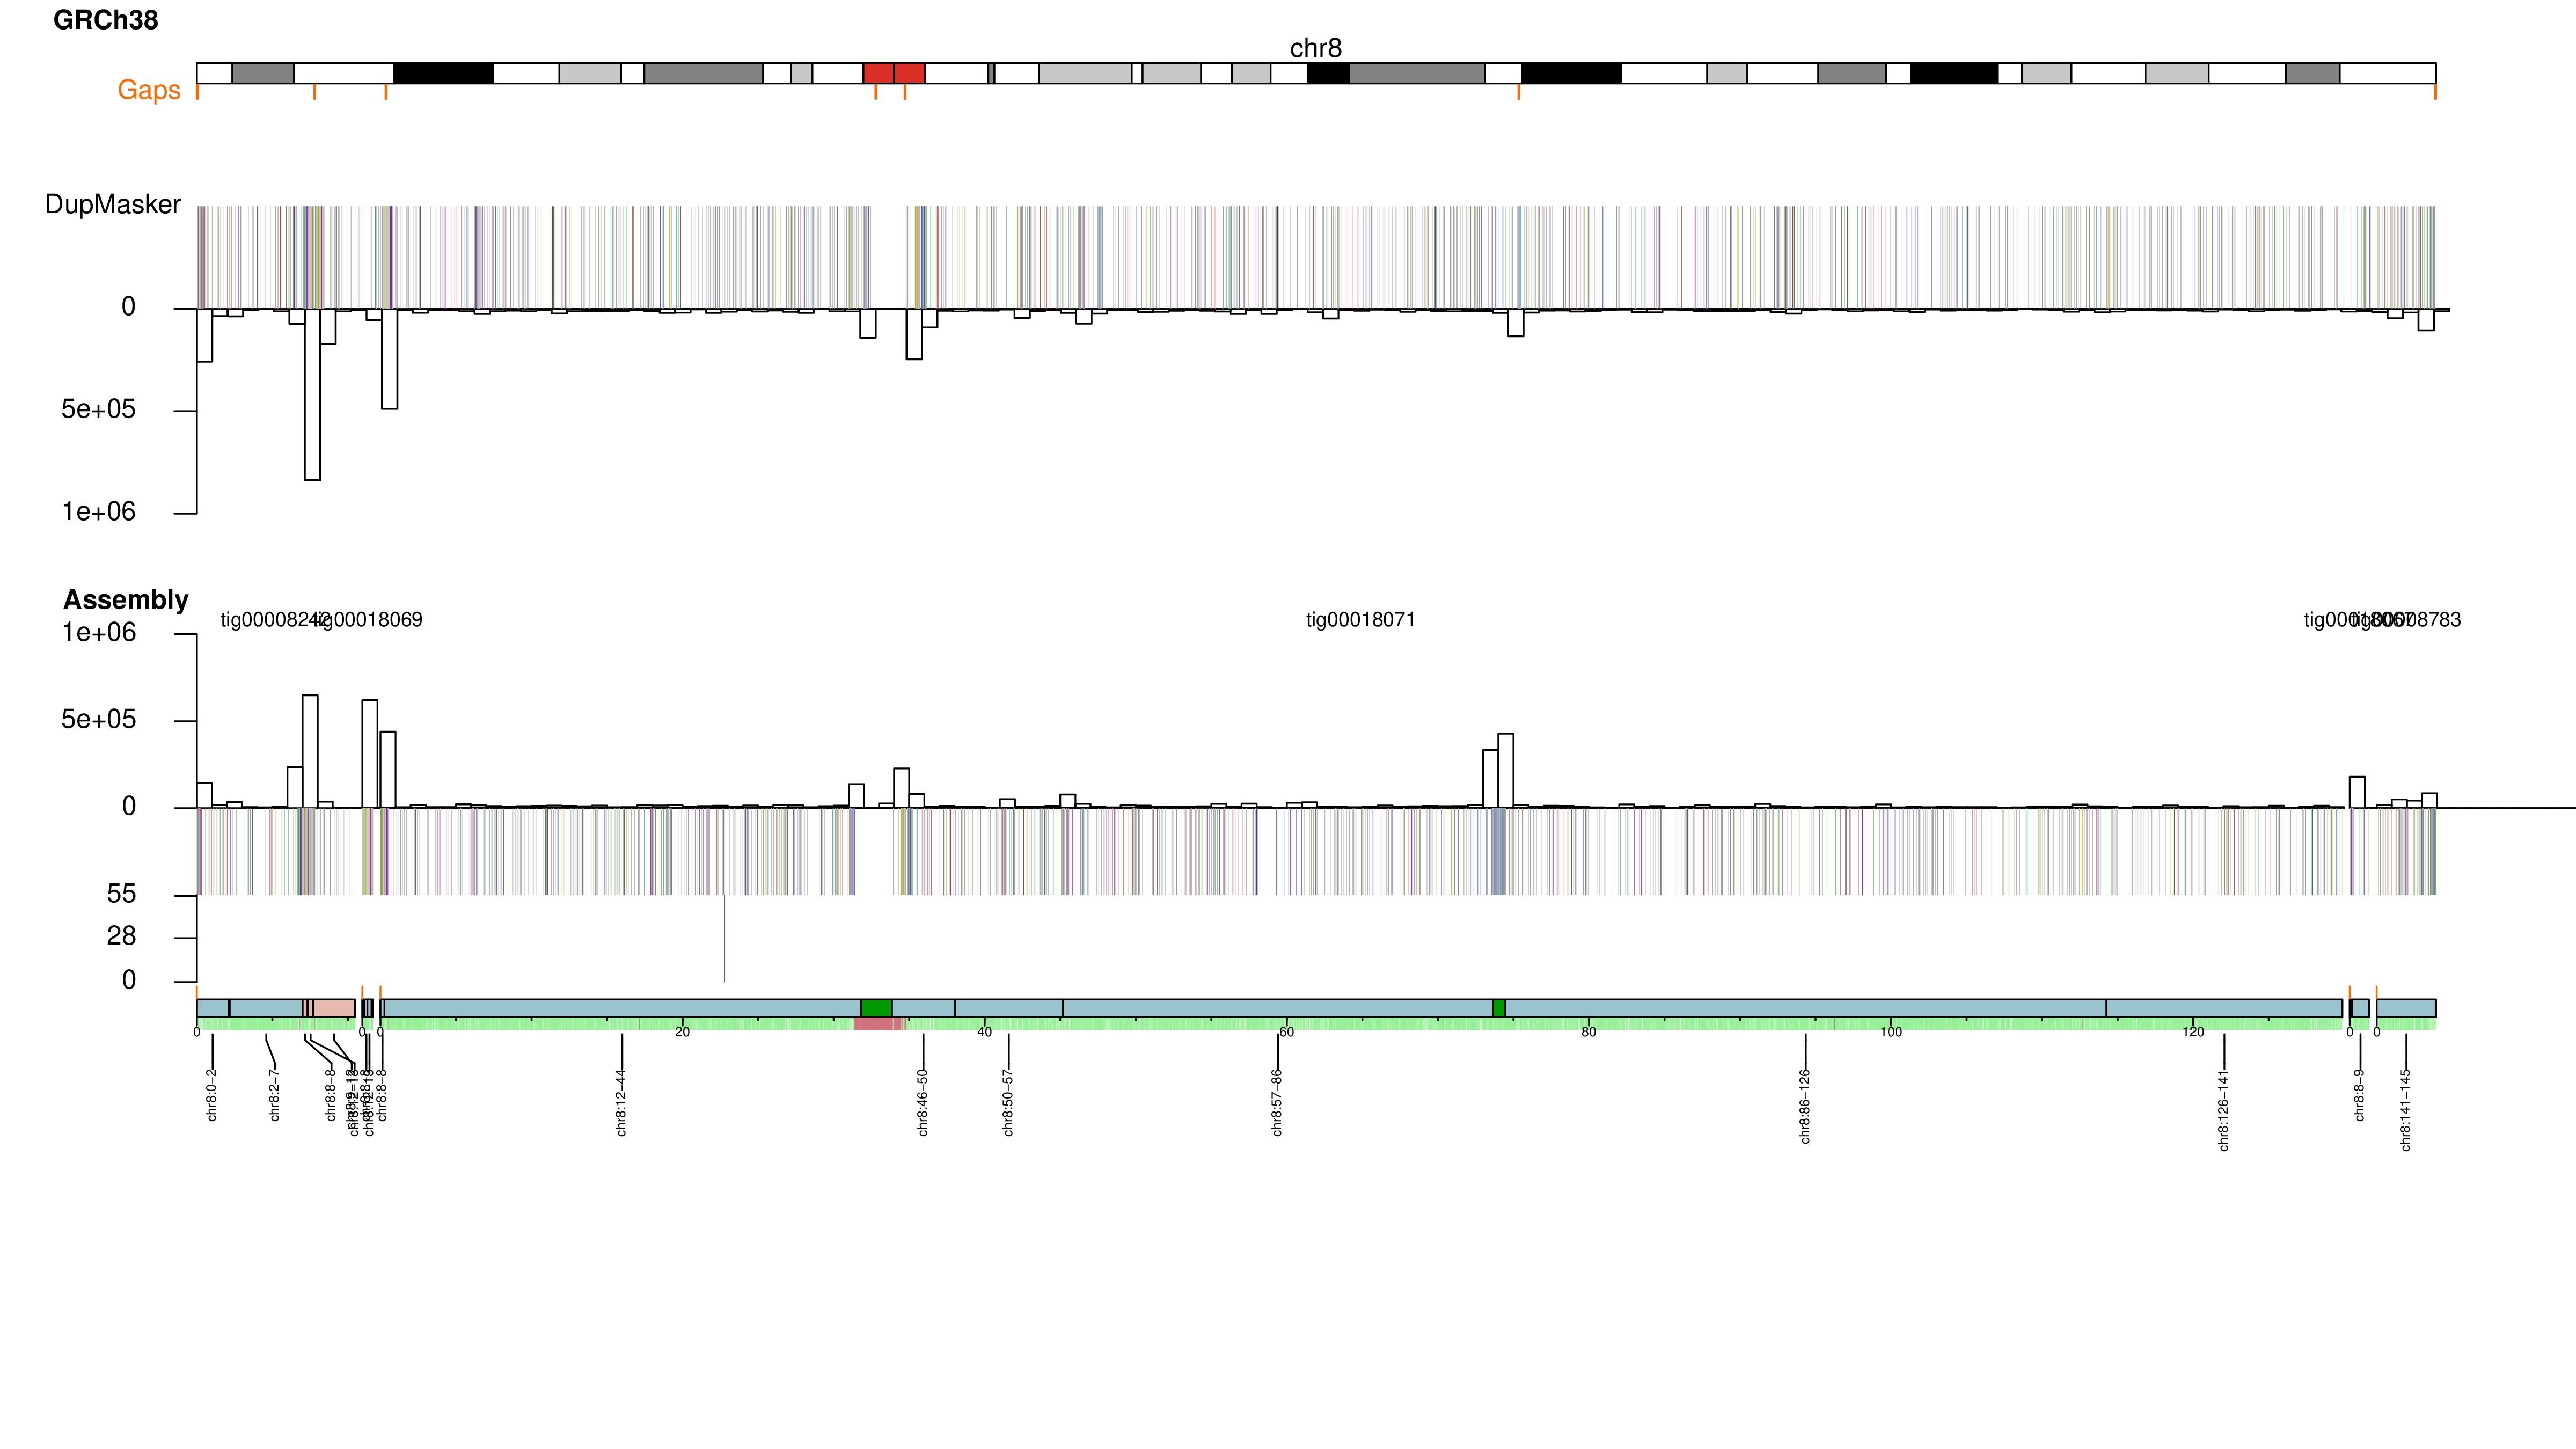 GRCh38
chr8
Gaps
DupMasker
0
5e+05
1e+06
Assembly
tig00008242 tig00018069 tig00018071 tig00008783
1e+06
5e+05
0
55
28
0
0 0 0 20 40 60 80 100 120 0 0
chr8:0−2
chr8:2−7
chr8:8−8
chr8:8−8
chr8:12−44
chr8:46−50
chr8:50−57
chr8:57−86
chr8:86−126
chr8:126−141
chr8:8−9
chr8:141−145